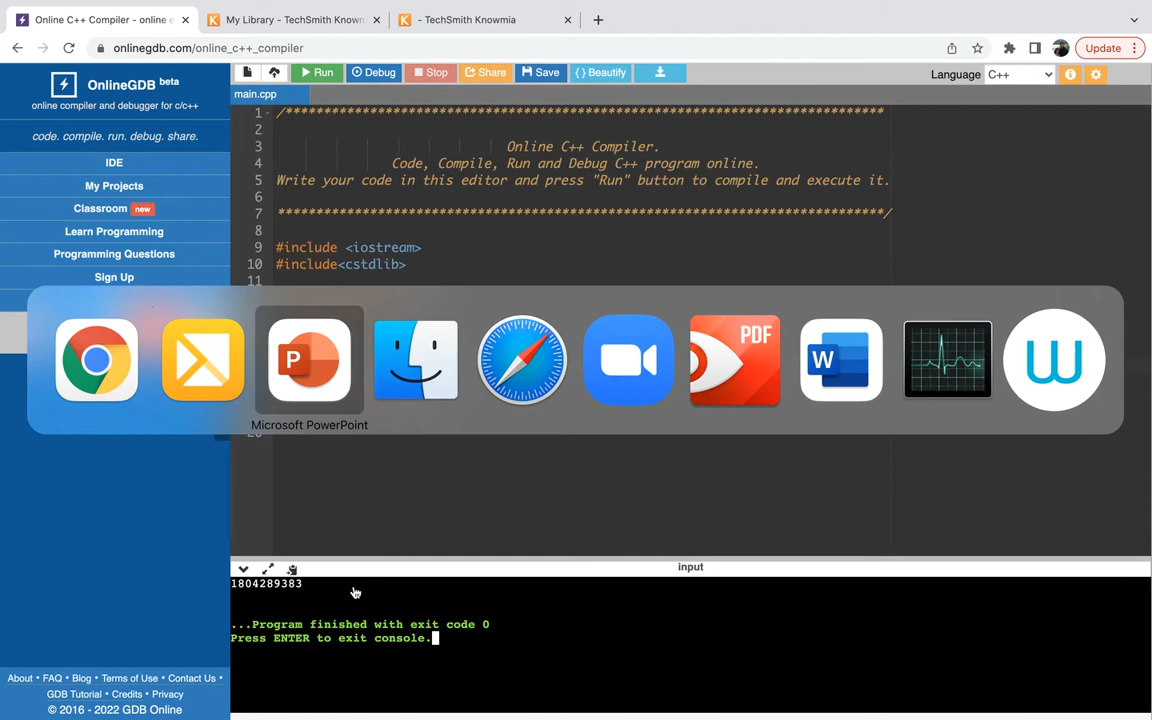 Online C++ Compiler - online e
My Library - TechSmith Knowm
- TechSmith Knowmia
onlinegdb.com/online_c++_compiler
Update
OnlineGDB beta
online compiler and debugger for c/c++
code. compile. run. debug. share.
IDE
My Projects
Classroom new
Learn Programming
Programming Questions
Sign Up
Run
Debug
Stop
Share
Save
{ } Beautify
Language C++
main.cpp
1 /******************************************************************************
2
3 Online C++ Compiler.
4 Code, Compile, Run and Debug C++ program online.
5 Write your code in this editor and press "Run" button to compile and execute it.
6
7 *******************************************************************************/
8
9 #include <iostream>
10 #include<cstdlib>
11
P
PDF
W
Microsoft PowerPoint
input
1804289383
...Program finished with exit code 0
Press ENTER to exit console.
About • FAQ • Blog • Terms of Use • Contact Us •
GDB Tutorial • Credits • Privacy
© 2016 - 2022 GDB Online